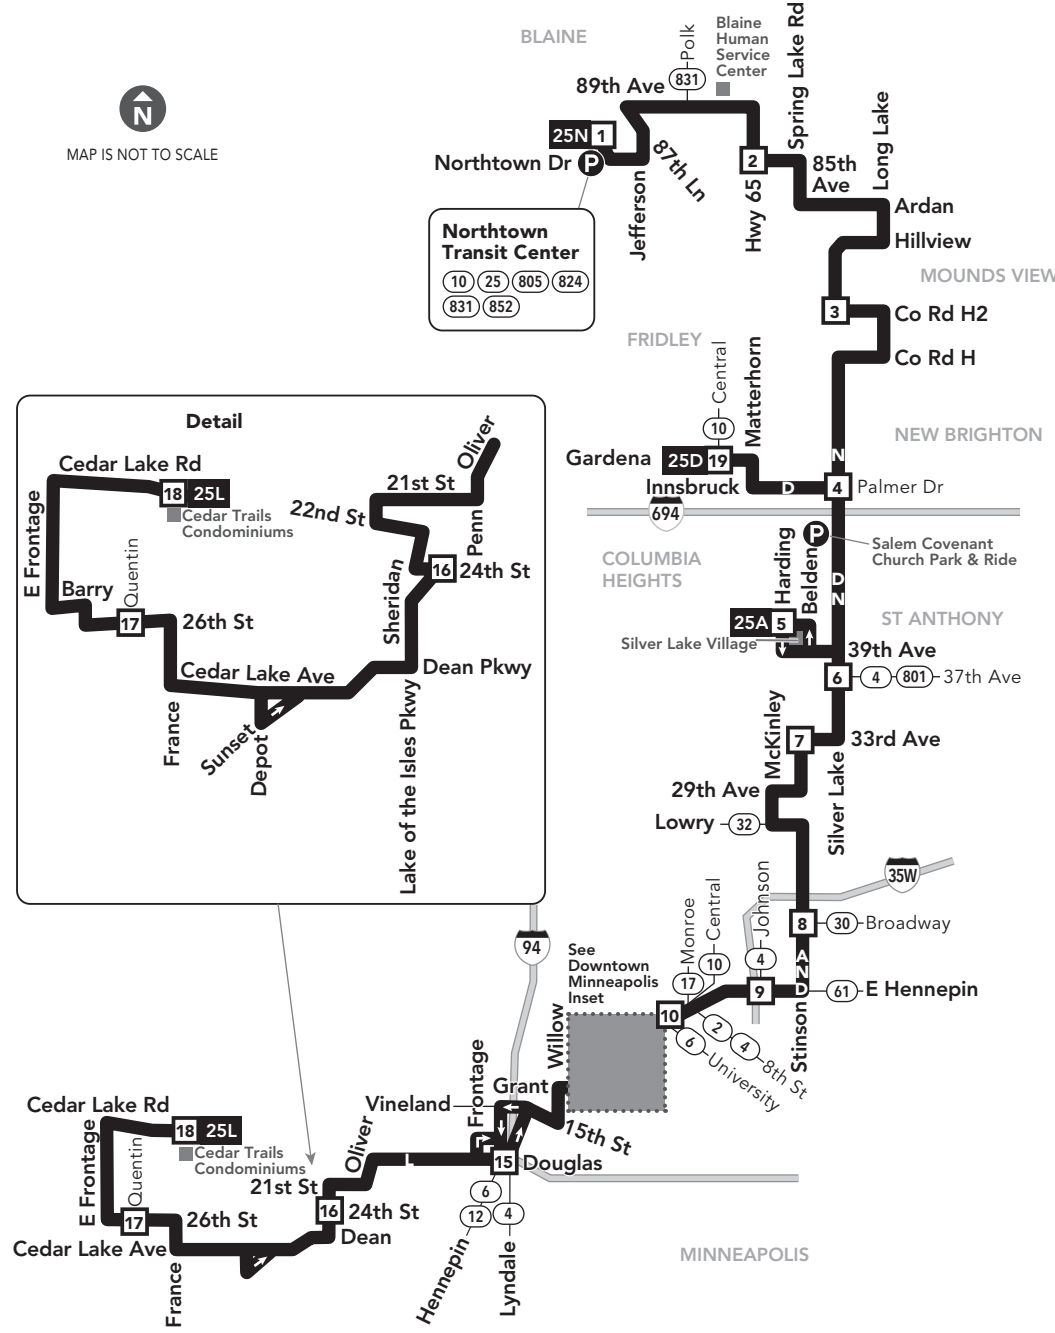 BLAINE
Polk
831
Blaine
Human
Service
Center
Spring Lake Rd
N
MAP IS NOT TO SCALE
89th Ave
Long Lake
25N 1
Northtown Dr P
87th Ln
Jefferson
2
Hwy 65
85th
Ave
Ardan
Hillview
MOUNDS VIEW
Northtown
Transit Center
10 25 805 824
831 852
3
Co Rd H2
Co Rd H
FRIDLEY
Central
10
Matterhorn
NEW BRIGHTON
Gardena
25D 19
Innsbruck
D
N
4
Palmer Dr
694
COLUMBIA
HEIGHTS
Harding
Belden
P
Salem Covenant
Church Park & Ride
D
N
ST ANTHONY
25A 5
Silver Lake Village
39th Ave
6
4
801
37th Ave
McKinley
7
33rd Ave
Silver Lake
29th Ave
Lowry
32
35W
Johnson
8
30
Broadway
4
A
N
D
9
61
E Hennepin
Stinson
Monroe
17
Central
10
See
Downtown
Minneapolis
Inset
10
2
4
8th St
6
University
Willow
94
Detail
Cedar Lake Rd
18 25L
Cedar Trails
Condominiums
E Frontage
Barry
Quentin
17
26th St
Cedar Lake Ave
France
Sunset
Depot
Oliver
21st St
22nd St
Penn
16
24th St
Sheridan
Dean Pkwy
Lake of the Isles Pkwy
Frontage
Grant
Vineland
15th St
15
Douglas
L
6
12
4
Hennepin
Lyndale
Oliver
21st St
16
24th St
Dean
Cedar Lake Rd
18 25L
Cedar Trails
Condominiums
E Frontage
Quentin
17
26th St
Cedar Lake Ave
France
MINNEAPOLIS